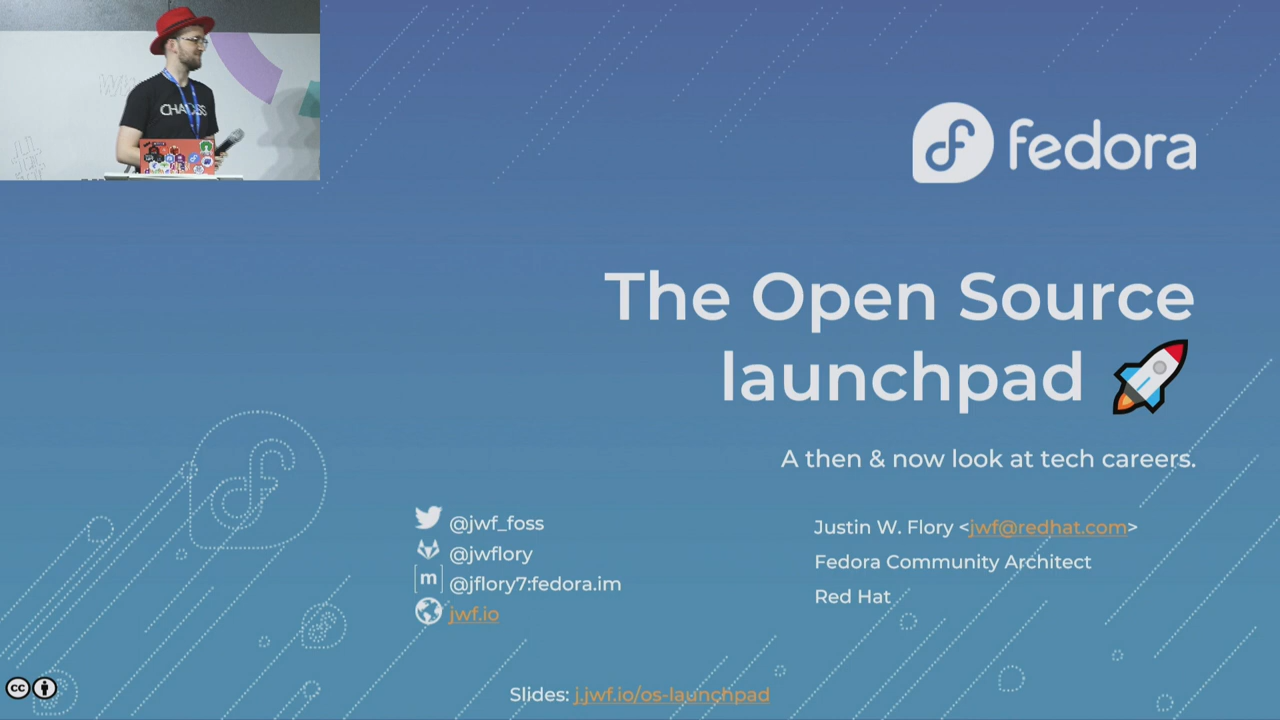 CHAOSS
fedora
The Open Source
launchpad
A then & now look at tech careers.
@jwf_foss
@jwflory
[m] @jflory7:fedora.im
jwf.io
Justin W. Flory <jwf@redhat.com>
Fedora Community Architect
Red Hat
cc
Slides: j.jwf.io/os-launchpad